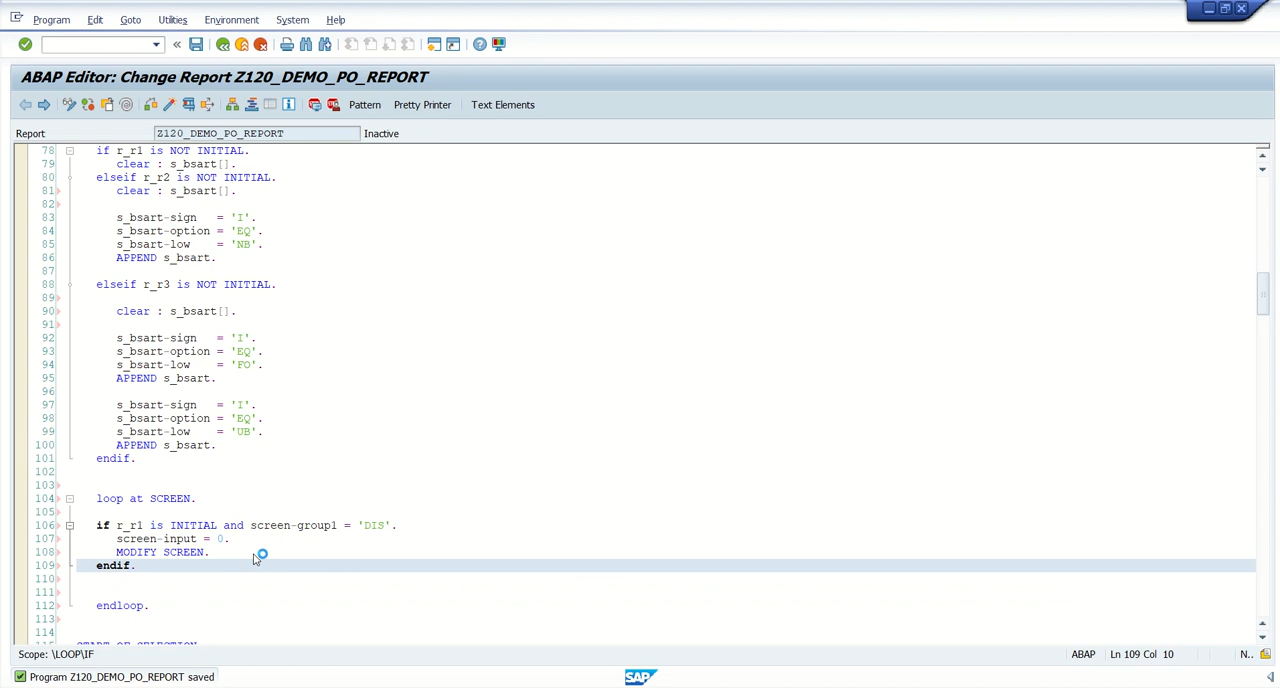 Program Edit Goto Utilities Environment System Help
ABAP Editor: Change Report Z120_DEMO_PO_REPORT
Pattern Pretty Printer Text Elements
Report Z120_DEMO_PO_REPORT Inactive
78 if r_r1 is NOT INITIAL.
79 clear : s_bsart[].
80 elseif r_r2 is NOT INITIAL.
81 clear : s_bsart[].
82
83 s_bsart-sign = 'I'.
84 s_bsart-option = 'EQ'.
85 s_bsart-low = 'NB'.
86 APPEND s_bsart.
87
88 elseif r_r3 is NOT INITIAL.
89
90 clear : s_bsart[].
91
92 s_bsart-sign = 'I'.
93 s_bsart-option = 'EQ'.
94 s_bsart-low = 'FO'.
95 APPEND s_bsart.
96
97 s_bsart-sign = 'I'.
98 s_bsart-option = 'EQ'.
99 s_bsart-low = 'UB'.
100 APPEND s_bsart.
101 endif.
102
103
104 loop at SCREEN.
105
106 if r_r1 is INITIAL and screen-group1 = 'DIS'.
107 screen-input = 0.
108 MODIFY SCREEN.
109 endif.
110
111
112 endloop.
113
114
115 START-OF-SELECTION.
Scope: \LOOP\IF ABAP Ln 109 Col 10 N..
Program Z120_DEMO_PO_REPORT saved SAP